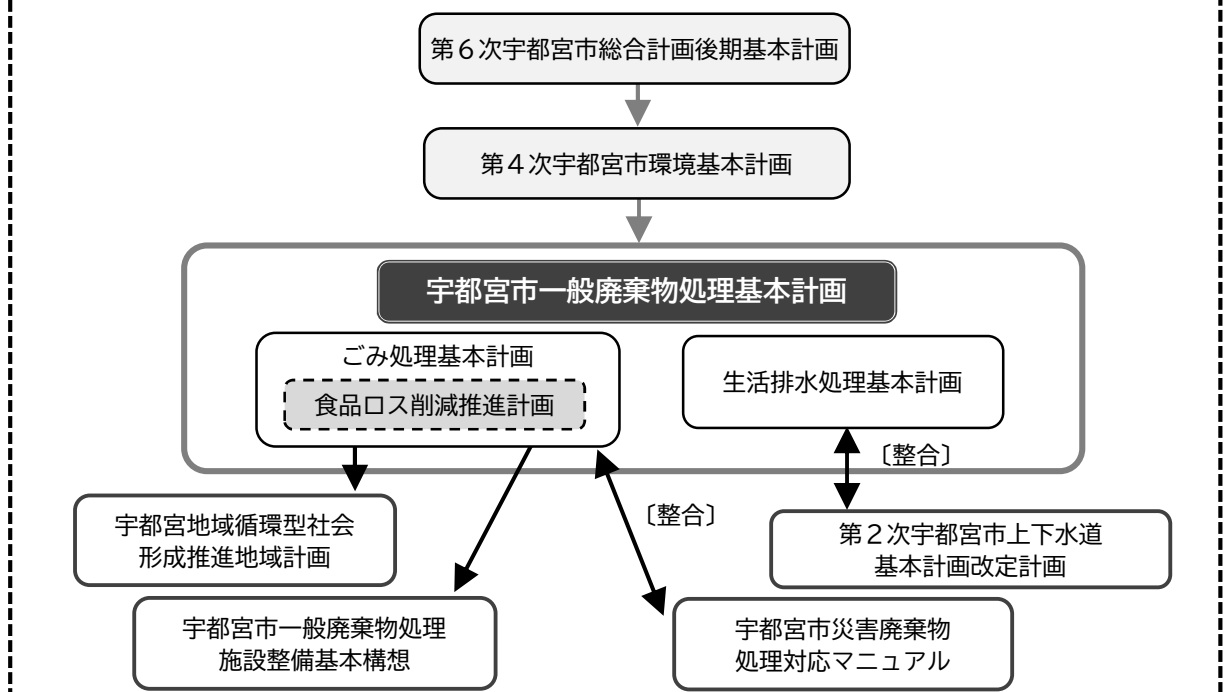 第６次宇都宮市総合計画後期基本計画
第４次宇都宮市環境基本計画
宇都宮市一般廃棄物処理基本計画
ごみ処理基本計画
食品ロス削減推進計画
生活排水処理基本計画
〔整合〕
〔整合〕
宇都宮地域循環型社会
形成推進地域計画
第２次宇都宮市上下水道
基本計画改定計画
宇都宮市一般廃棄物処理
施設整備基本構想
宇都宮市災害廃棄物
処理対応マニュアル